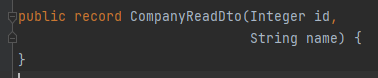 public record CompanyReadDto(Integer id,
String name) {
}